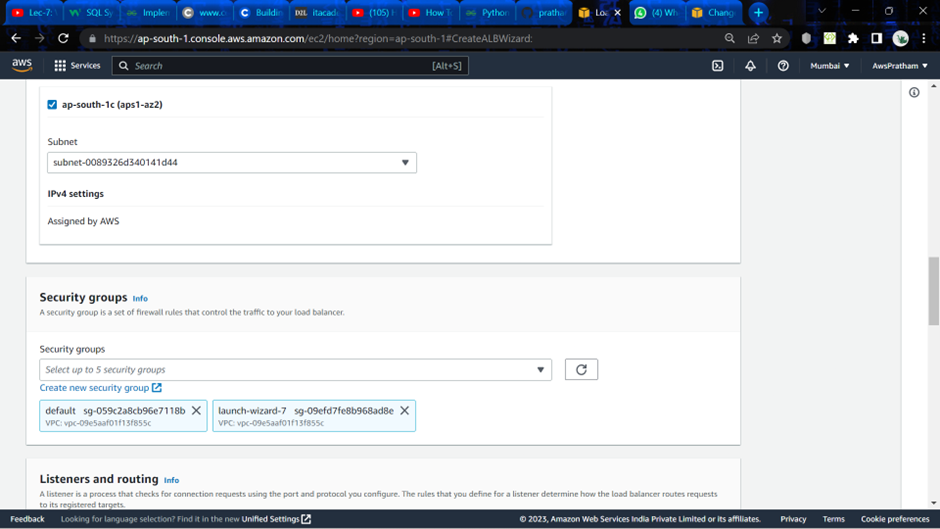 Lec-7:
SQL Sy
Implem
www.c
Buildin
itacade
(105)
How T
Python
pratha
Loa
(4) Wh
Chang
https://ap-south-1.console.aws.amazon.com/ec2/home?region=ap-south-1#CreateALBWizard:
aws
Services
Search
[Alt+S]
Mumbai
AwsPratham
ap-south-1c (aps1-az2)
Subnet
subnet-0089326d340141d44
IPv4 settings
Assigned by AWS
Security groups Info
A security group is a set of firewall rules that control the traffic to your load balancer.
Security groups
Select up to 5 security groups
Create new security group
default sg-059c2a8cb96e7118b
VPC: vpc-09e5aaf01f13f855c
launch-wizard-7 sg-09efd7fe8b968ad8e
VPC: vpc-09e5aaf01f13f855c
Listeners and routing Info
A listener is a process that checks for connection requests using the port and protocol you configure. The rules that you define for a listener determine how the load balancer routes requests
to its registered targets.
Feedback
Looking for language selection? Find it in the new Unified Settings
© 2023, Amazon Web Services India Private Limited or its affiliates.
Privacy
Terms
Cookie preferences